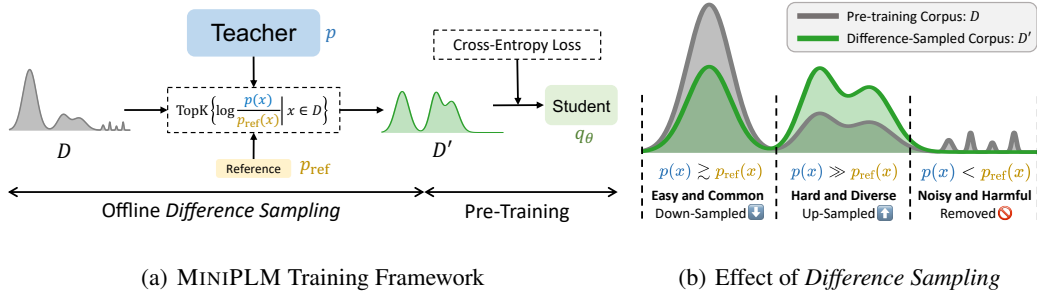 Teacher p
Cross-Entropy Loss
TopK{log p(x)/p_ref(x) | x ∈ D}
Student
q_θ
D
D′
Reference p_ref
Offline Difference Sampling
Pre-Training
(a) MINIPLM Training Framework
Pre-training Corpus: D
Difference-Sampled Corpus: D′
p(x) ≳ p_ref(x) p(x) ≫ p_ref(x) p(x) < p_ref(x)
Easy and Common Hard and Diverse Noisy and Harmful
Down-Sampled⬇️ Up-Sampled⬆️ Removed🚫
(b) Effect of Difference Sampling